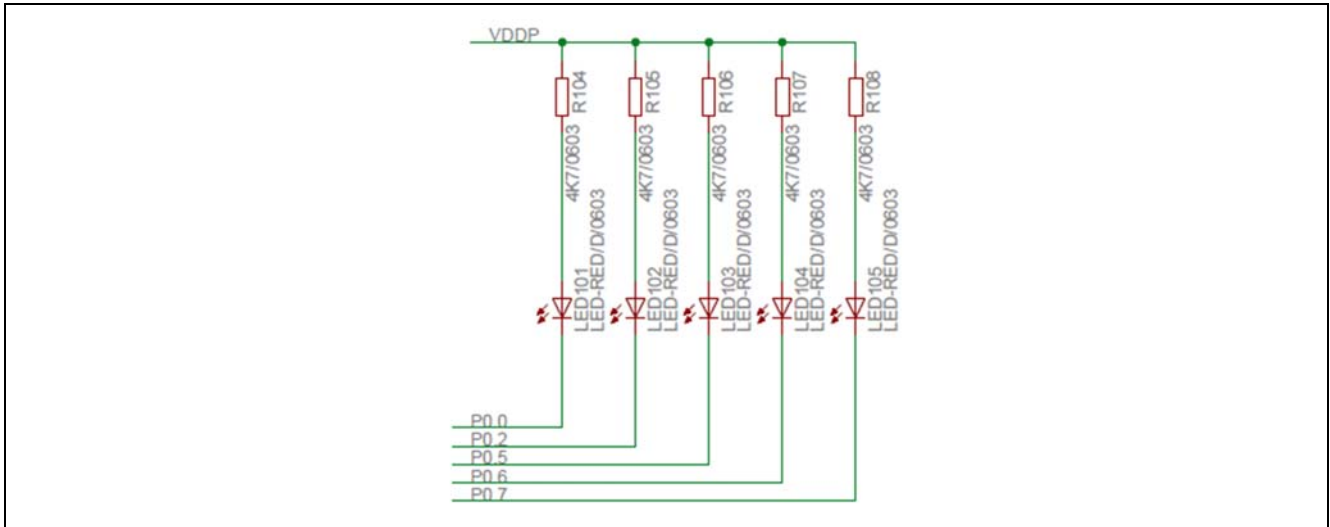 VDDP
R104
4K7/0603
R105
4K7/0603
R106
4K7/0603
R107
4K7/0603
R108
4K7/0603
LED101
LED-RED/D/0603
LED102
LED-RED/D/0603
LED103
LED-RED/D/0603
LED104
LED-RED/D/0603
LED105
LED-RED/D/0603
P0.0
P0.2
P0.5
P0.6
P0.7